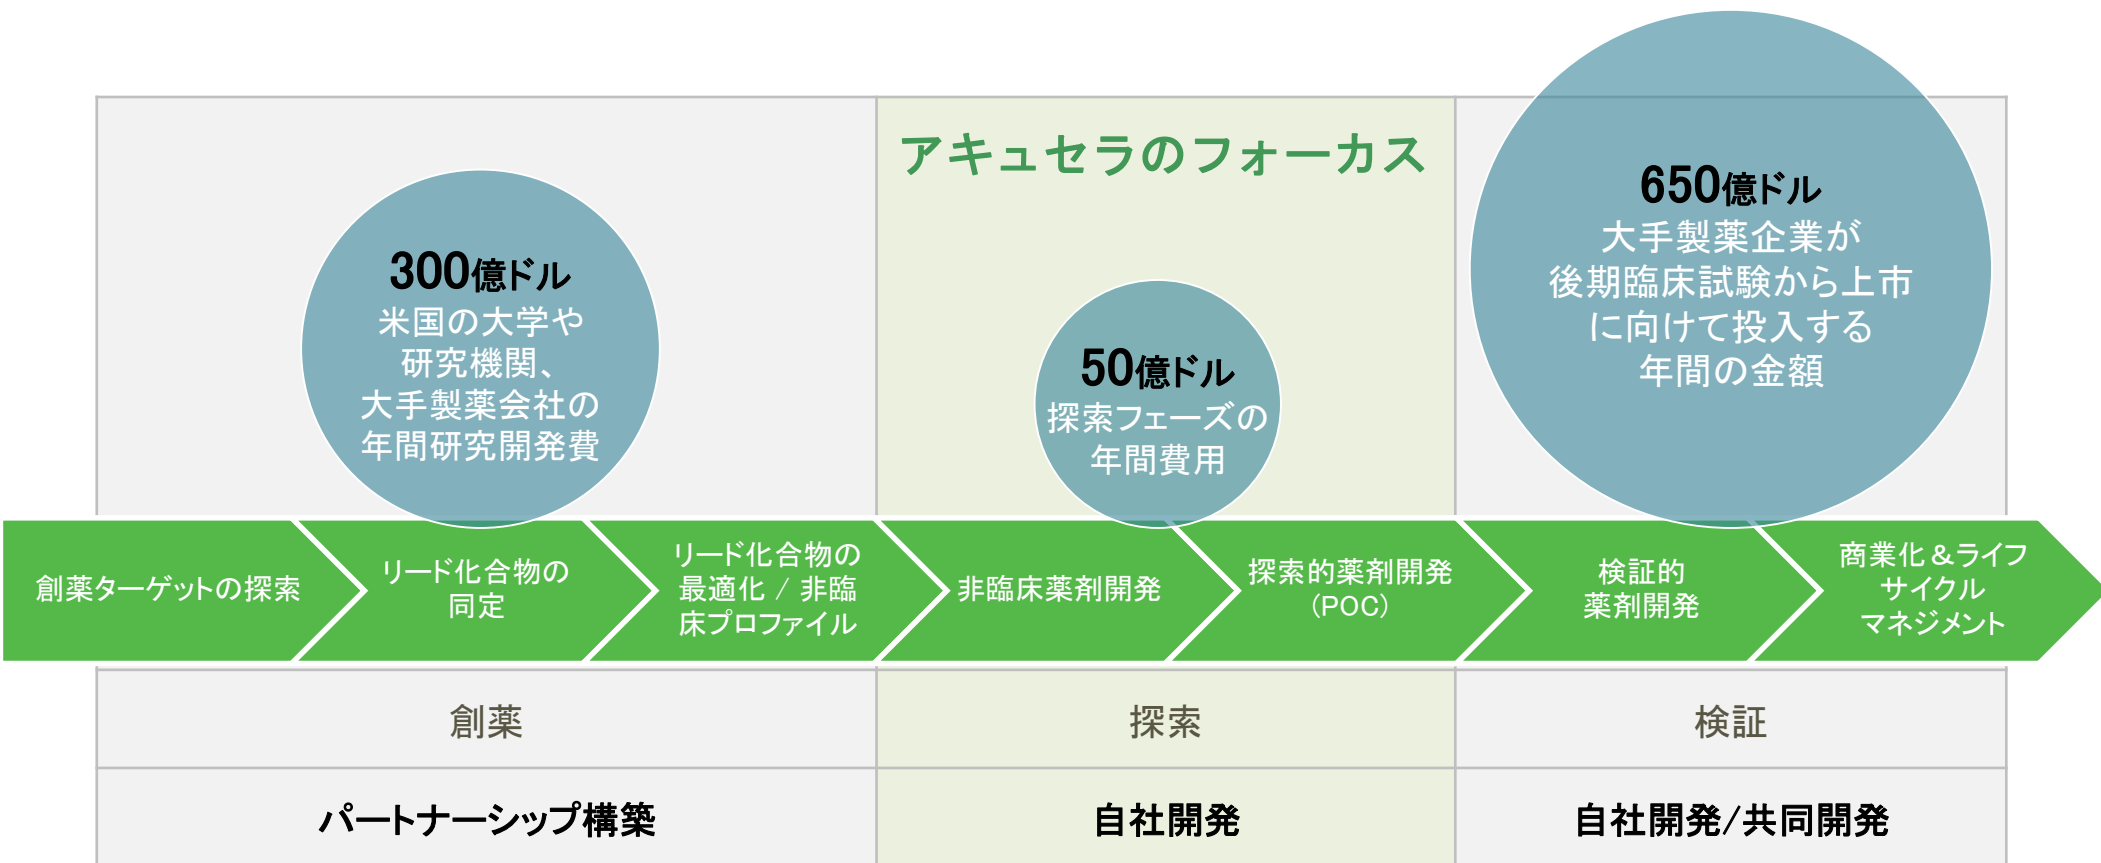 アキュセラのフォーカス
300億ドル
米国の大学や
研究機関、
大手製薬会社の
年間研究開発費
50億ドル
探索フェーズの
年間費用
650億ドル
大手製薬企業が
後期臨床試験から上市
に向けて投入する
年間の金額
創薬ターゲットの探索
リード化合物の
同定
リード化合物の
最適化 / 非臨
床プロファイル
非臨床薬剤開発
探索的薬剤開発
(POC)
検証的
薬剤開発
商業化&ライフ
サイクル
マネジメント
創薬
探索
検証
パートナーシップ構築
自社開発
自社開発/共同開発